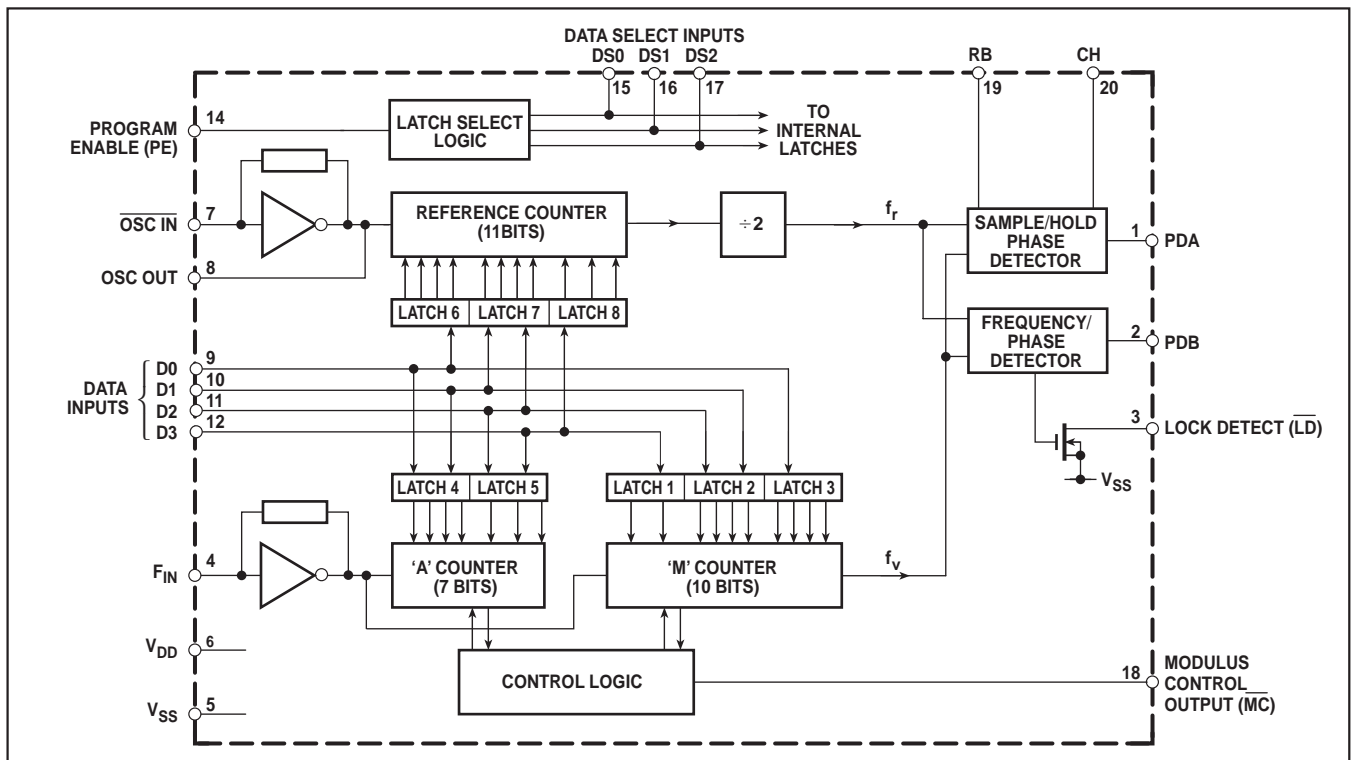 DATA SELECT INPUTS
DS0 DS1 DS2
15 16 17
RB
19
CH
20
PROGRAM
ENABLE (PE)
14
LATCH SELECT
LOGIC
TO
INTERNAL
LATCHES
OSC IN
7
OSC OUT
8
REFERENCE COUNTER
(11BITS)
÷2
fr
SAMPLE/HOLD
PHASE
DETECTOR
1
PDA
LATCH 6 LATCH 7 LATCH 8
FREQUENCY/
PHASE
DETECTOR
2
PDB
DATA
INPUTS
D0
9
D1
10
D2
11
D3
12
3
LOCK DETECT (LD)
VSS
LATCH 4 LATCH 5
LATCH 1 LATCH 2 LATCH 3
FIN
4
‘A’ COUNTER
(7 BITS)
‘M’ COUNTER
(10 BITS)
fv
VDD
6
VSS
5
CONTROL LOGIC
18
MODULUS
CONTROL
OUTPUT (MC)